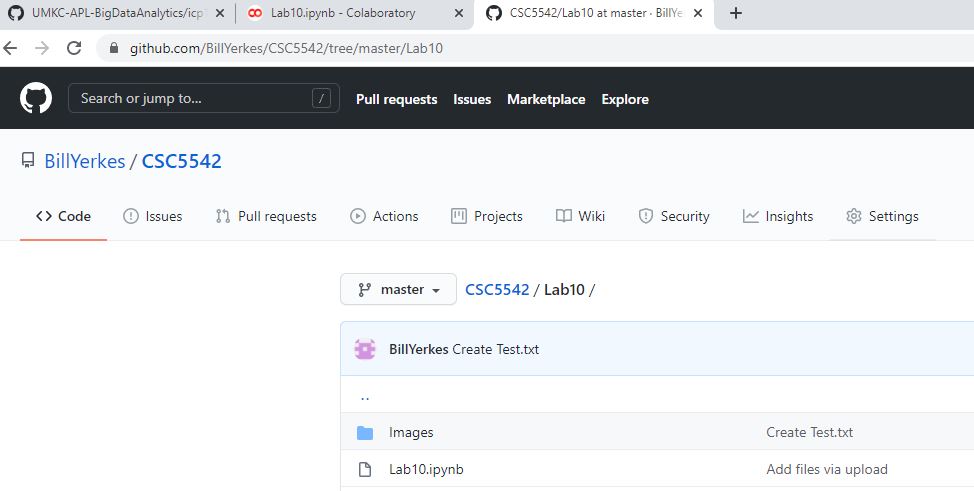 UMKC-APL-BigDataAnalytics/icp Lab10.ipynb - Colaboratory CSC5542/Lab10 at master · BillYe
github.com/BillYerkes/CSC5542/tree/master/Lab10
Search or jump to... / Pull requests Issues Marketplace Explore
BillYerkes / CSC5542
Code Issues Pull requests Actions Projects Wiki Security Insights Settings
master CSC5542 / Lab10 /
BillYerkes Create Test.txt
..
Images Create Test.txt
Lab10.ipynb Add files via upload